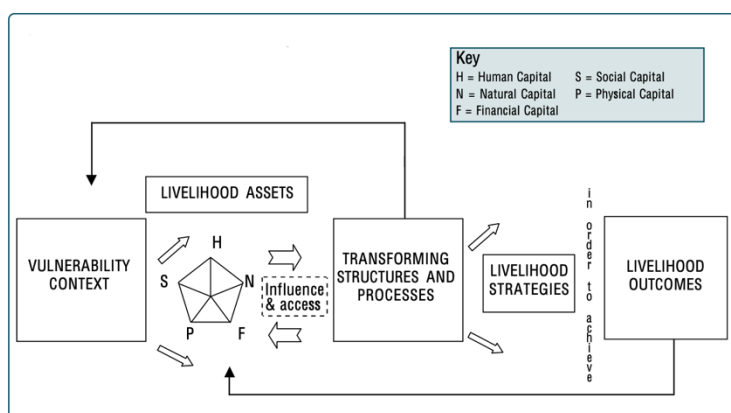 Key
H = Human Capital
S = Social Capital
N = Natural Capital
P = Physical Capital
F = Financial Capital
LIVELIHOOD ASSETS
VULNERABILITY
CONTEXT
H
S
N
P
F
Influence
& access
TRANSFORMING
STRUCTURES AND
PROCESSES
LIVELIHOOD
STRATEGIES
in order to achieve
LIVELIHOOD
OUTCOMES